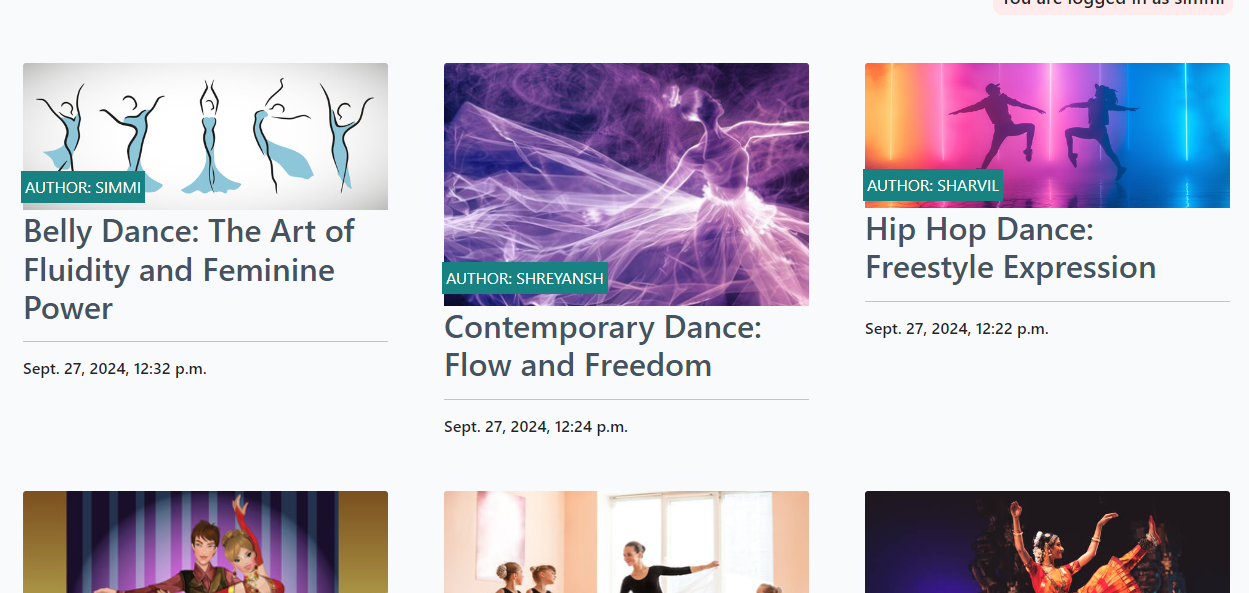 You are logged in as simmi
AUTHOR: SIMMI
Belly Dance: The Art of
Fluidity and Feminine
Power
Sept. 27, 2024, 12:32 p.m.
AUTHOR: SHREYANSH
Contemporary Dance:
Flow and Freedom
Sept. 27, 2024, 12:24 p.m.
AUTHOR: SHARVIL
Hip Hop Dance:
Freestyle Expression
Sept. 27, 2024, 12:22 p.m.